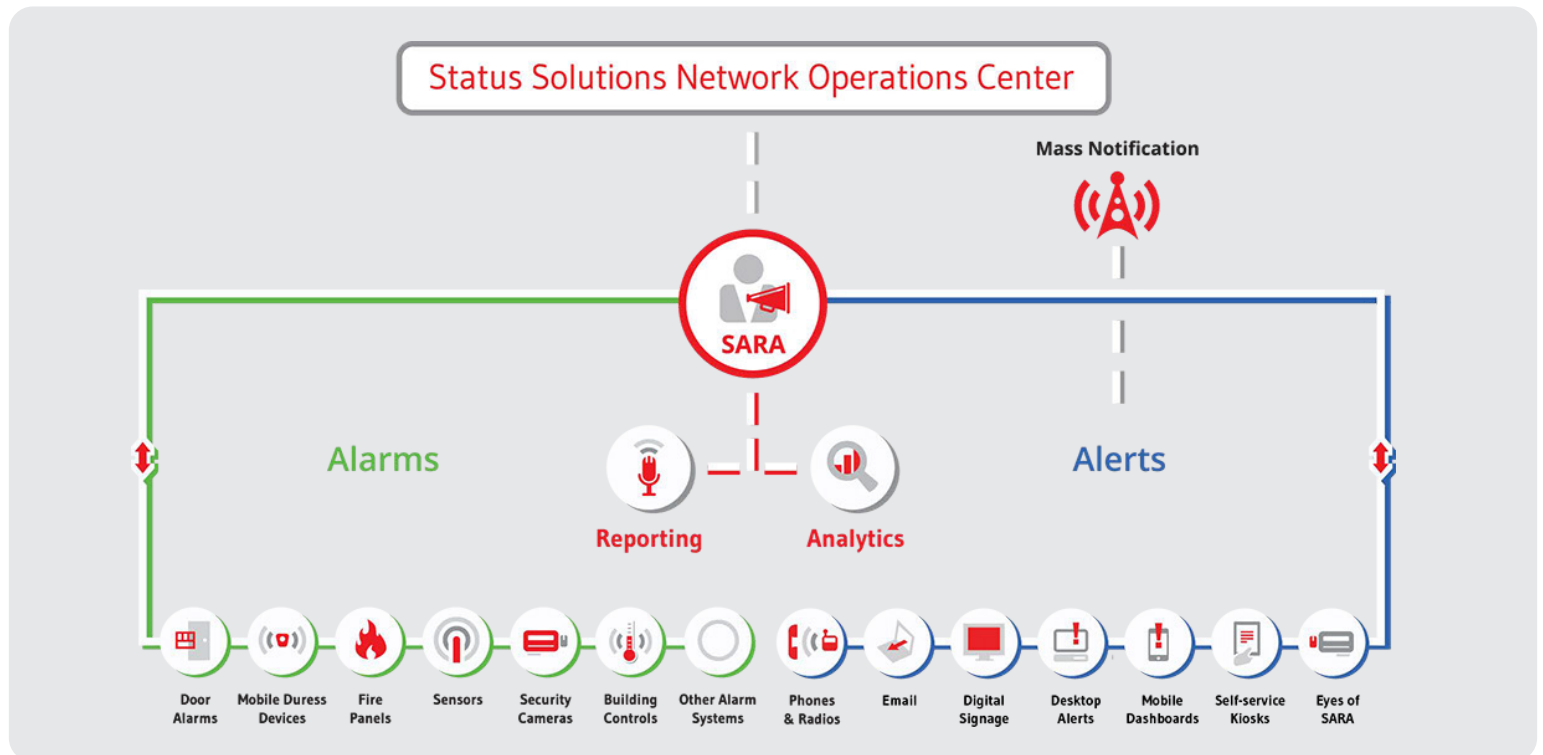 Status Solutions Network Operations Center
Mass Notification
SARA
Alarms
Alerts
Reporting
Analytics
Door
Alarms
Mobile Duress
Devices
Fire
Panels
Sensors
Security
Cameras
Building
Controls
Other Alarm
Systems
Phones
& Radios
Email
Digital
Signage
Desktop
Alerts
Mobile
Dashboards
Self-service
Kiosks
Eyes of
SARA